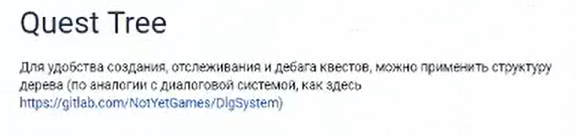 Quest Tree
Для удобства создания, отслеживания и дебага квестов, можно применить структуру
дерева (по аналогии с диалоговой системой, как здесь
https://gitlab.com/NotYetGames/DlgSystem)